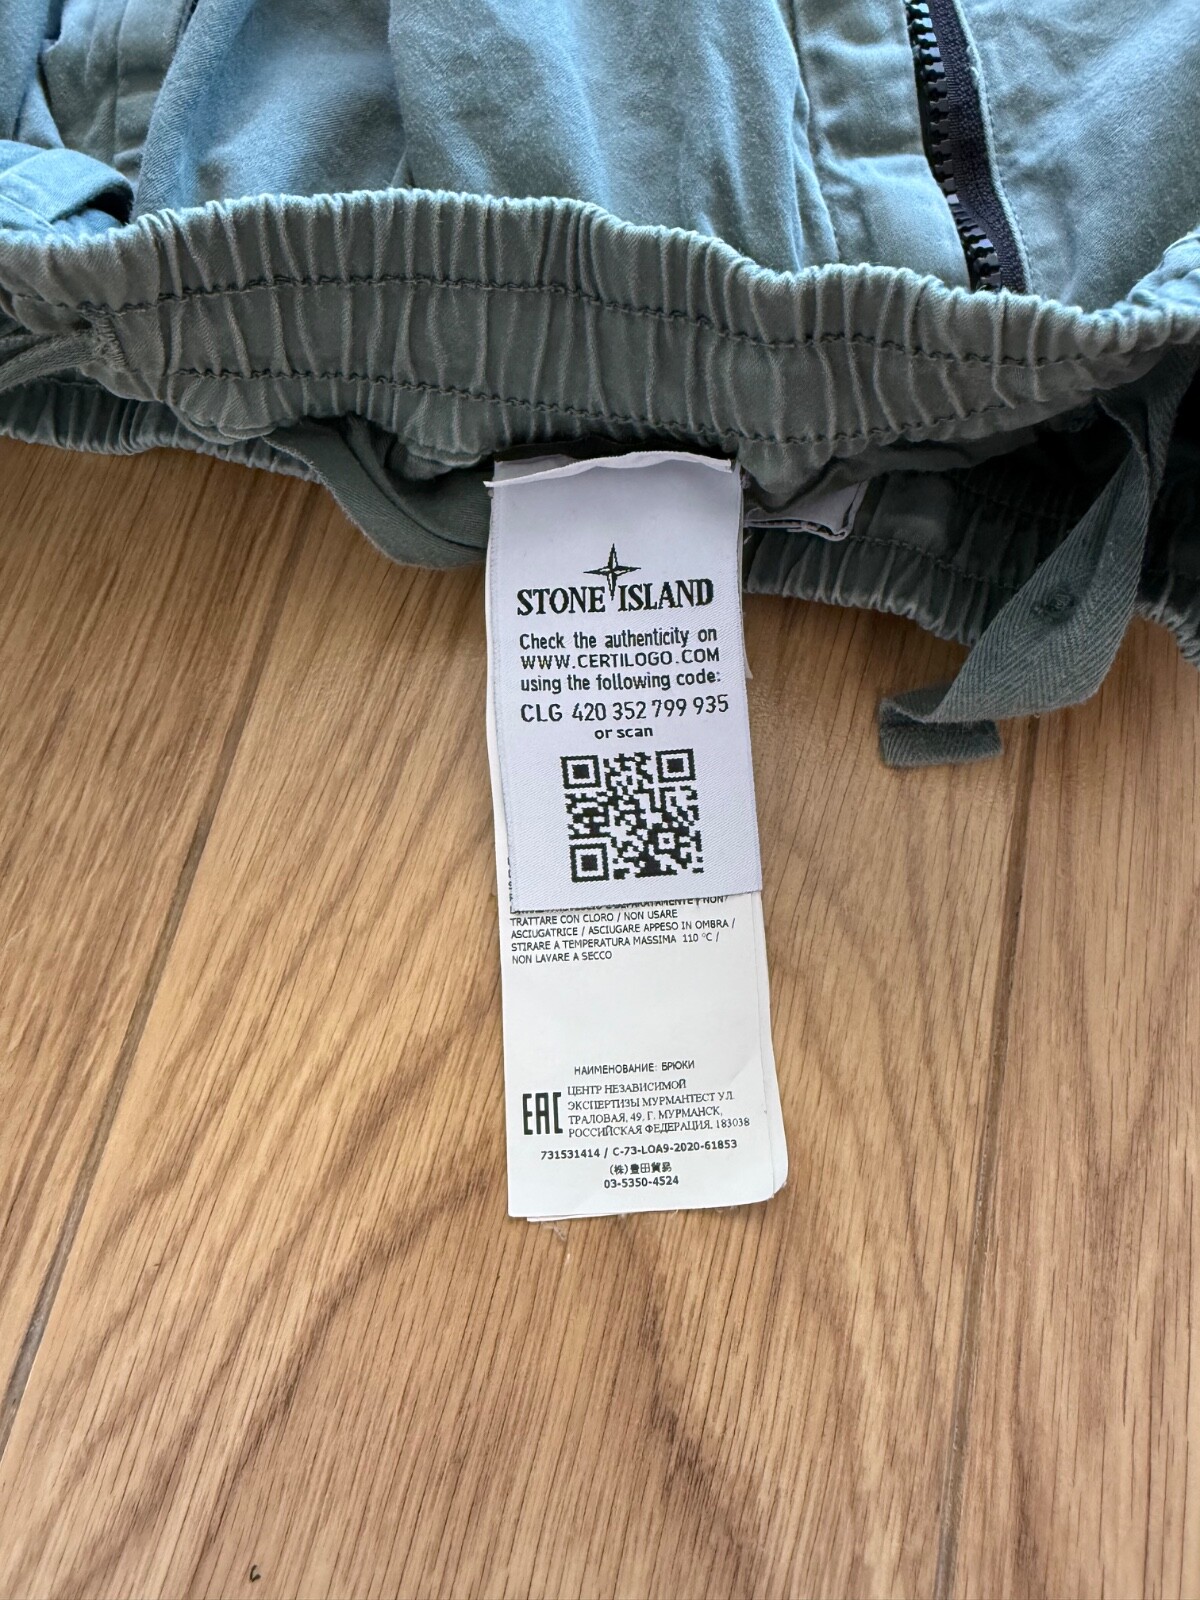 STONE ISLAND
Check the authenticity on
WWW.CERTILOGO.COM
using the following code:
CLG 420 352 799 935
or scan
SEPARATAMENTE / NON
TRATTARE CON CLORO / NON USARE
ASCIUGATRICE / ASCIUGARE APPESO IN OMBRA /
STIRARE A TEMPERATURA MASSIMA 110 °C /
NON LAVARE A SECCO
НАИМЕНОВАНИЕ: БРЮКИ
EAC
ЦЕНТР НЕЗАВИСИМОЙ
ЭКСПЕРТИЗЫ МУРМАНТЕСТ УЛ.
ТРАЛОВАЯ, 49, Г. МУРМАНСК,
РОССИЙСКАЯ ФЕДЕРАЦИЯ, 183038
731531414 / C-73-LOA9-2020-61853
(株)豊田貿易
03-5350-4524